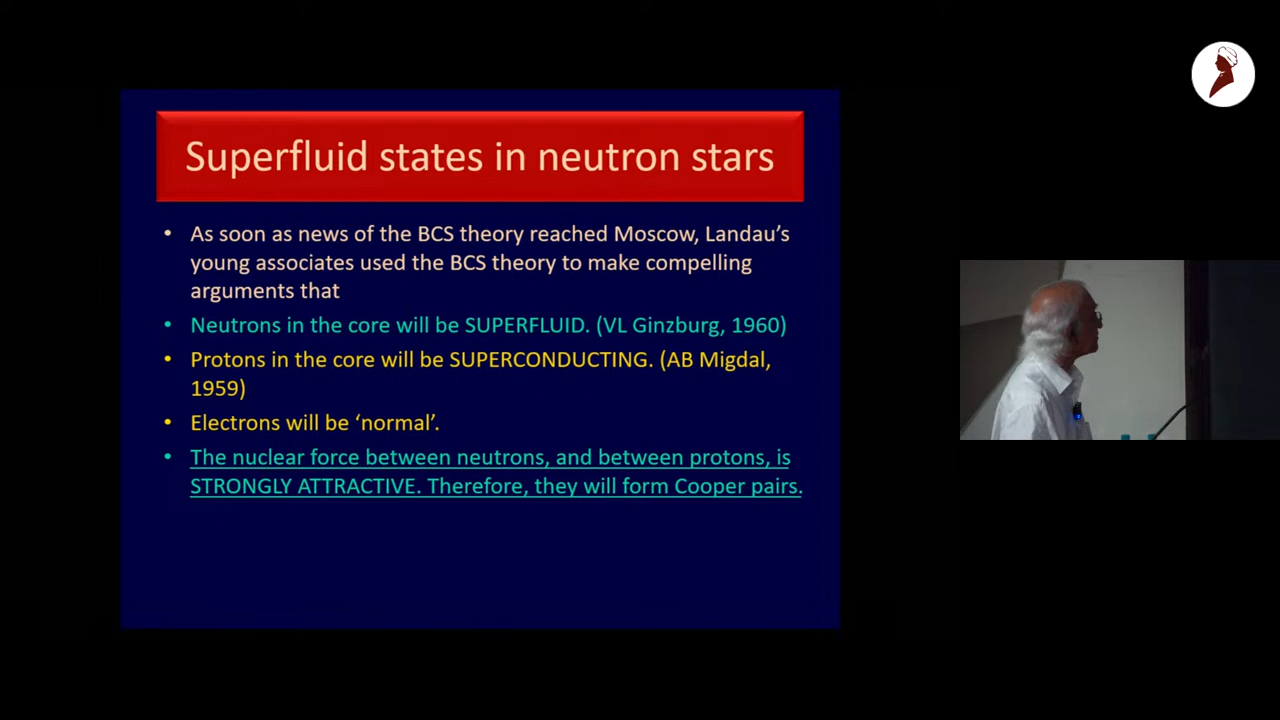 Superfluid states in neutron stars
• As soon as news of the BCS theory reached Moscow, Landau’s
young associates used the BCS theory to make compelling
arguments that
• Neutrons in the core will be SUPERFLUID. (VL Ginzburg, 1960)
• Protons in the core will be SUPERCONDUCTING. (AB Migdal,
1959)
• Electrons will be ‘normal’.
• The nuclear force between neutrons, and between protons, is
STRONGLY ATTRACTIVE. Therefore, they will form Cooper pairs.